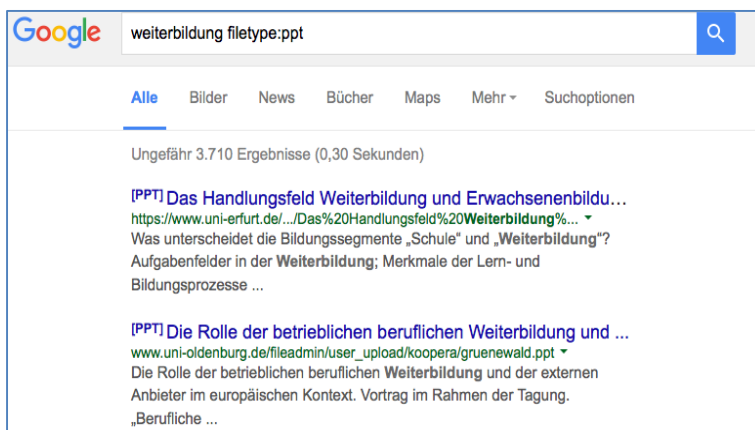 Google weiterbildung filetype:ppt
Alle Bilder News Bücher Maps Mehr Suchoptionen
Ungefähr 3.710 Ergebnisse (0,30 Sekunden)
[PPT] Das Handlungsfeld Weiterbildung und Erwachsenenbildu...
https://www.uni-erfurt.de/.../Das%20Handlungsfeld%20Weiterbildung%...
Was unterscheidet die Bildungssegmente „Schule“ und „Weiterbildung“?
Aufgabenfelder in der Weiterbildung; Merkmale der Lern- und
Bildungsprozesse ...
[PPT] Die Rolle der betrieblichen beruflichen Weiterbildung und ...
www.uni-oldenburg.de/fileadmin/user_upload/koopera/gruenewald.ppt
Die Rolle der betrieblichen beruflichen Weiterbildung und der externen
Anbieter im europäischen Kontext. Vortrag im Rahmen der Tagung.
„Berufliche ...